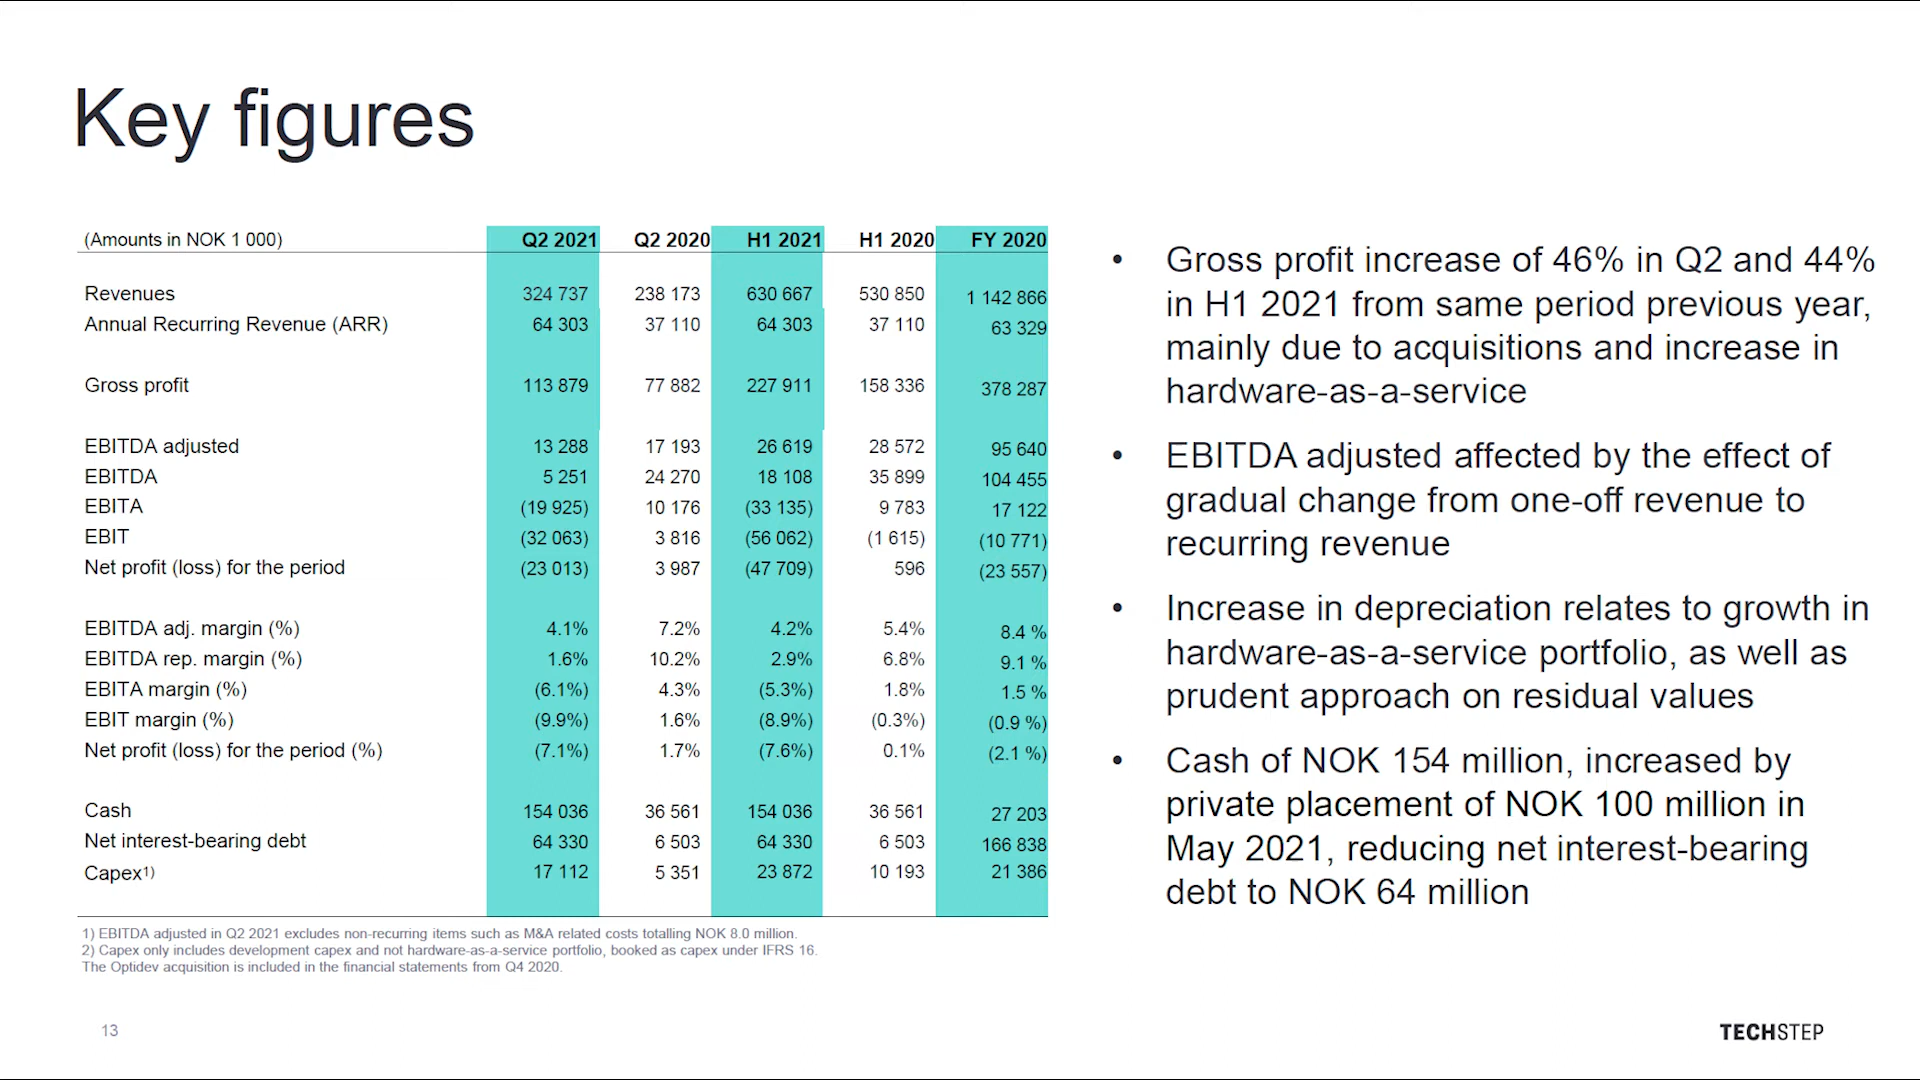 Key figures
(Amounts in NOK 1 000) Q2 2021 Q2 2020 H1 2021 H1 2020 FY 2020
Revenues 324 737 238 173 630 667 530 850 1 142 866
Annual Recurring Revenue (ARR) 64 303 37 110 64 303 37 110 63 329
Gross profit 113 879 77 882 227 911 158 336 378 287
EBITDA adjusted 13 288 17 193 26 619 28 572 95 640
EBITDA 5 251 24 270 18 108 35 899 104 455
EBITA (19 925) 10 176 (33 135) 9 783 17 122
EBIT (32 063) 3 816 (56 062) (1 615) (10 771)
Net profit (loss) for the period (23 013) 3 987 (47 709) 596 (23 557)
EBITDA adj. margin (%) 4.1% 7.2% 4.2% 5.4% 8.4 %
EBITDA rep. margin (%) 1.6% 10.2% 2.9% 6.8% 9.1 %
EBITA margin (%) (6.1%) 4.3% (5.3%) 1.8% 1.5 %
EBIT margin (%) (9.9%) 1.6% (8.9%) (0.3%) (0.9 %)
Net profit (loss) for the period (%) (7.1%) 1.7% (7.6%) 0.1% (2.1 %)
Cash 154 036 36 561 154 036 36 561 27 203
Net interest-bearing debt 64 330 6 503 64 330 6 503 166 838
Capex1) 17 112 5 351 23 872 10 193 21 386
1) EBITDA adjusted in Q2 2021 excludes non-recurring items such as M&A related costs totalling NOK 8.0 million.
2) Capex only includes development capex and not hardware-as-a-service portfolio, booked as capex under IFRS 16.
The Optidev acquisition is included in the financial statements from Q4 2020.
• Gross profit increase of 46% in Q2 and 44%
in H1 2021 from same period previous year,
mainly due to acquisitions and increase in
hardware-as-a-service
• EBITDA adjusted affected by the effect of
gradual change from one-off revenue to
recurring revenue
• Increase in depreciation relates to growth in
hardware-as-a-service portfolio, as well as
prudent approach on residual values
• Cash of NOK 154 million, increased by
private placement of NOK 100 million in
May 2021, reducing net interest-bearing
debt to NOK 64 million
13
TECHSTEP